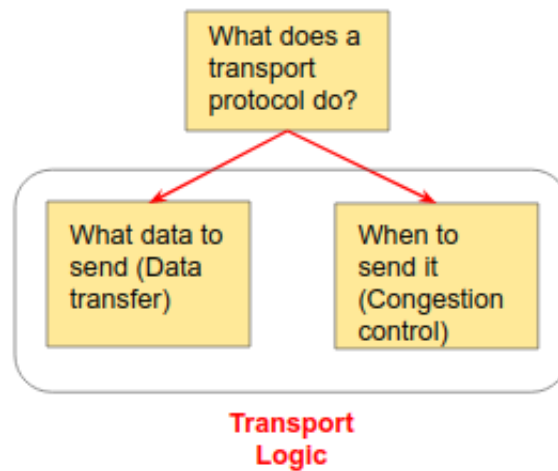 What does a
transport
protocol do?
What data to
send (Data
transfer)
When to
send it
(Congestion
control)
Transport
Logic